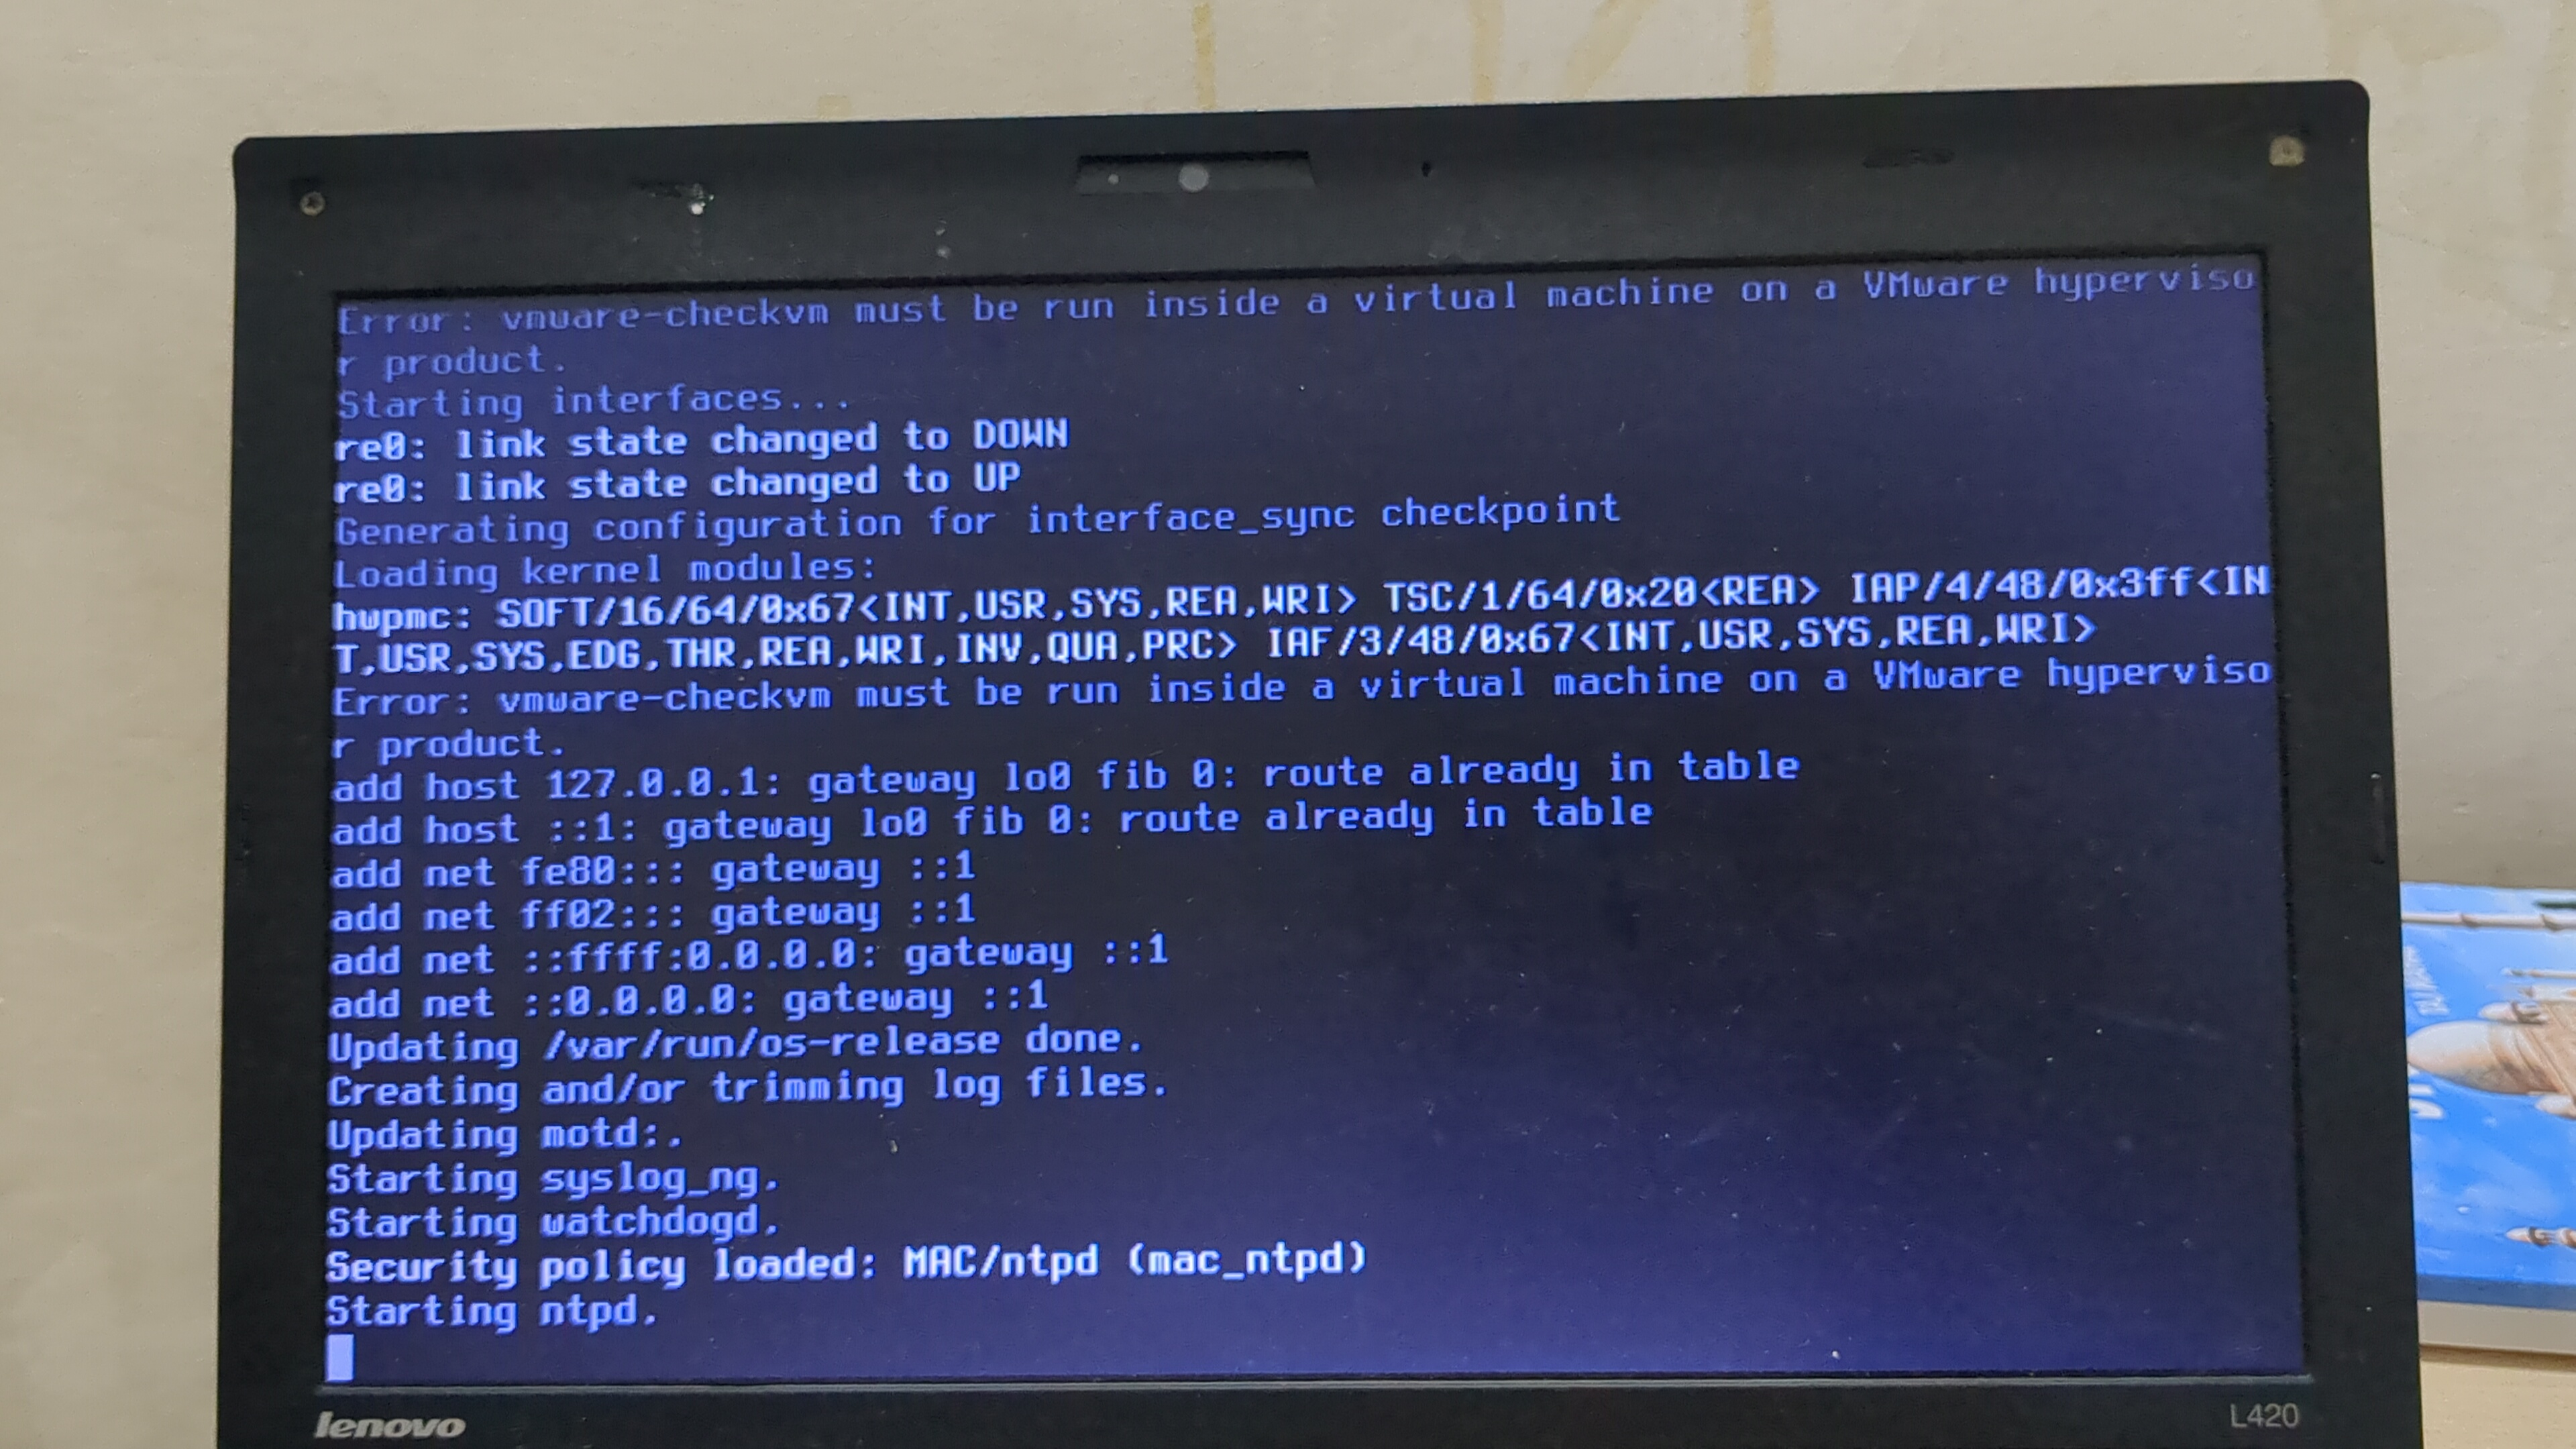 Error: vmware-checkvm must be run inside a virtual machine on a VMware hyperviso
r product.
Starting interfaces...
re0: link state changed to DOWN
re0: link state changed to UP
Generating configuration for interface_sync checkpoint
Loading kernel modules:
hwpmc: SOFT/16/64/0x67<INT,USR,SYS,REA,WRI> TSC/1/64/0x20<REA> IAP/4/48/0x3ff<IN
T,USR,SYS,EDG,THR,REA,WRI,INV,QUA,PRC> IAF/3/48/0x67<INT,USR,SYS,REA,WRI>
Error: vmware-checkvm must be run inside a virtual machine on a VMware hyperviso
r product.
add host 127.0.0.1: gateway lo0 fib 0: route already in table
add host ::1: gateway lo0 fib 0: route already in table
add net fe80::: gateway ::1
add net ff02::: gateway ::1
add net ::ffff:0.0.0.0: gateway ::1
add net ::0.0.0.0: gateway ::1
Updating /var/run/os-release done.
Creating and/or trimming log files.
Updating motd:.
Starting syslog_ng.
Starting watchdogd.
Security policy loaded: MAC/ntpd (mac_ntpd)
Starting ntpd.
lenovo
L420